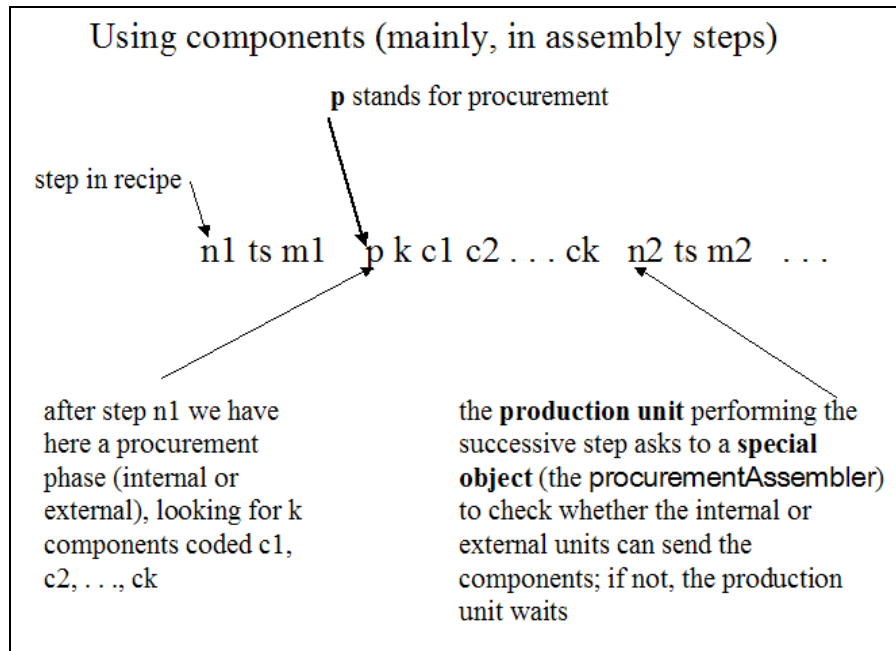 Using components (mainly, in assembly steps)
p stands for procurement
step in recipe
n1 ts m1 p k c1 c2 . . . ck n2 ts m2 . . .
after step n1 we have
here a procurement
phase (internal or
external), looking for k
components coded c1,
c2, . . ., ck
the production unit performing the
successive step asks to a special
object (the procurementAssembler)
to check whether the internal or
external units can send the
components; if not, the production
unit waits